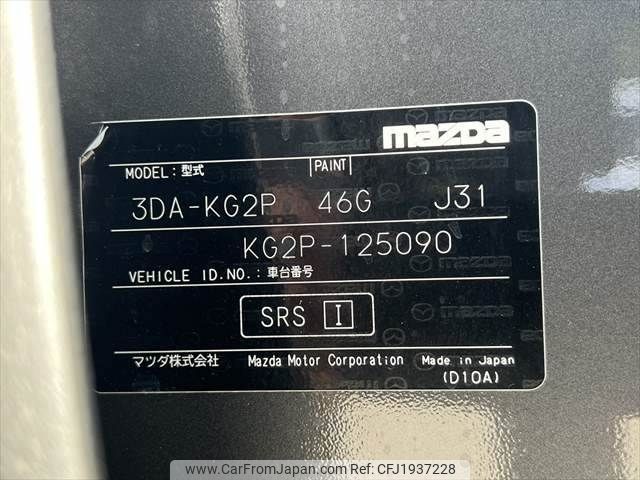 mazda
MODEL: 型式 PAINT
3DA-KG2P 46G J31
KG2P-125090
VEHICLE ID.NO.: 車台番号
SRS I
マツダ株式会社 Mazda Motor Corporation Made in Japan
(D10A)
www.CarFromJapan.com | Ref No: CFJ1937228